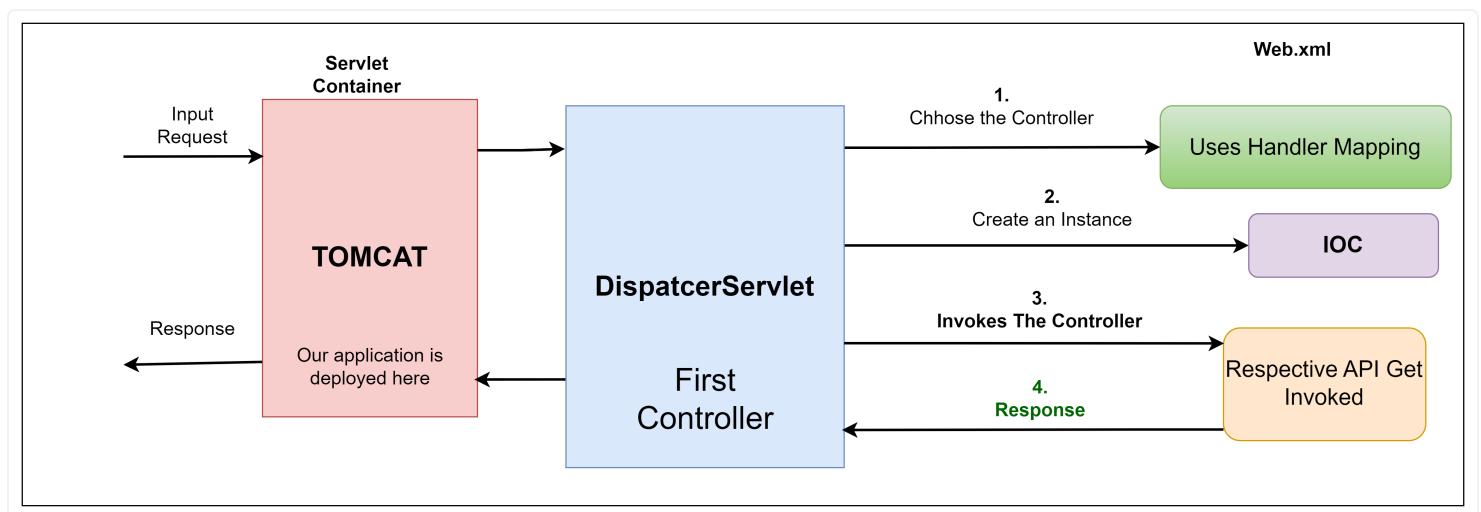 Web.xml
Servlet
Container
Input
Request
TOMCAT
Response
Our application is
deployed here
DispatcerServlet
First
Controller
1.
Chhose the Controller
Uses Handler Mapping
2.
Create an Instance
IOC
3.
Invokes The Controller
Respective API Get
Invoked
4.
Response